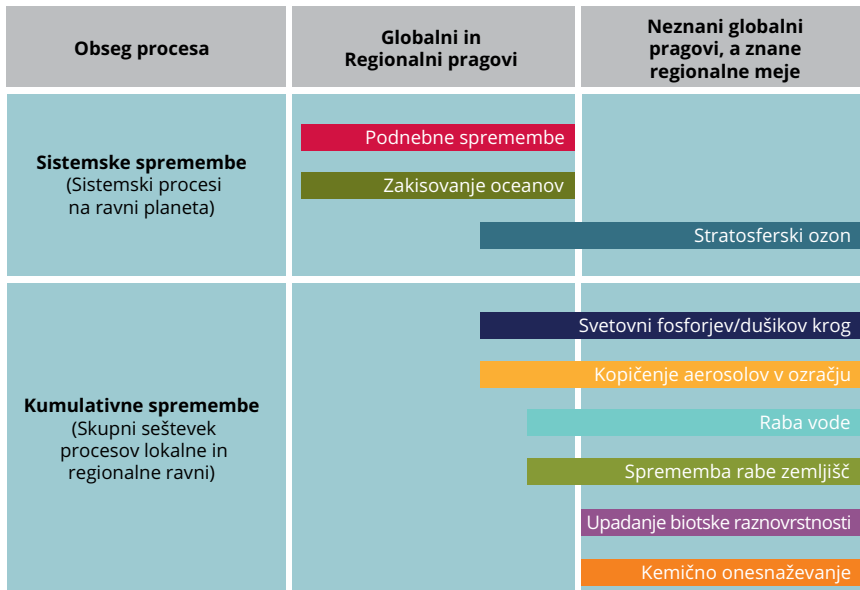 Obseg procesa
Globalni in
Regionalni pragovi
Neznani globalni
pragovi, a znane
regionalne meje
Sistemske spremembe
(Sistemski procesi
na ravni planeta)
Podnebne spremembe
Zakisovanje oceanov
Stratosferski ozon
Kumulativne spremembe
(Skupni seštevek
procesov lokalne in
regionalne ravni)
Svetovni fosforjev/dušikov krog
Kopičenje aerosolov v ozračju
Raba vode
Sprememba rabe zemljišč
Upadanje biotske raznovrstnosti
Kemično onesnaževanje